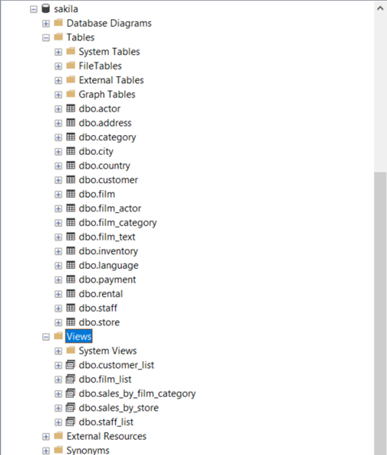 sakila
Database Diagrams
Tables
System Tables
FileTables
External Tables
Graph Tables
dbo.actor
dbo.address
dbo.category
dbo.city
dbo.country
dbo.customer
dbo.film
dbo.film_actor
dbo.film_category
dbo.film_text
dbo.inventory
dbo.language
dbo.payment
dbo.rental
dbo.staff
dbo.store
Views
System Views
dbo.customer_list
dbo.film_list
dbo.sales_by_film_category
dbo.sales_by_store
dbo.staff_list
External Resources
Synonyms